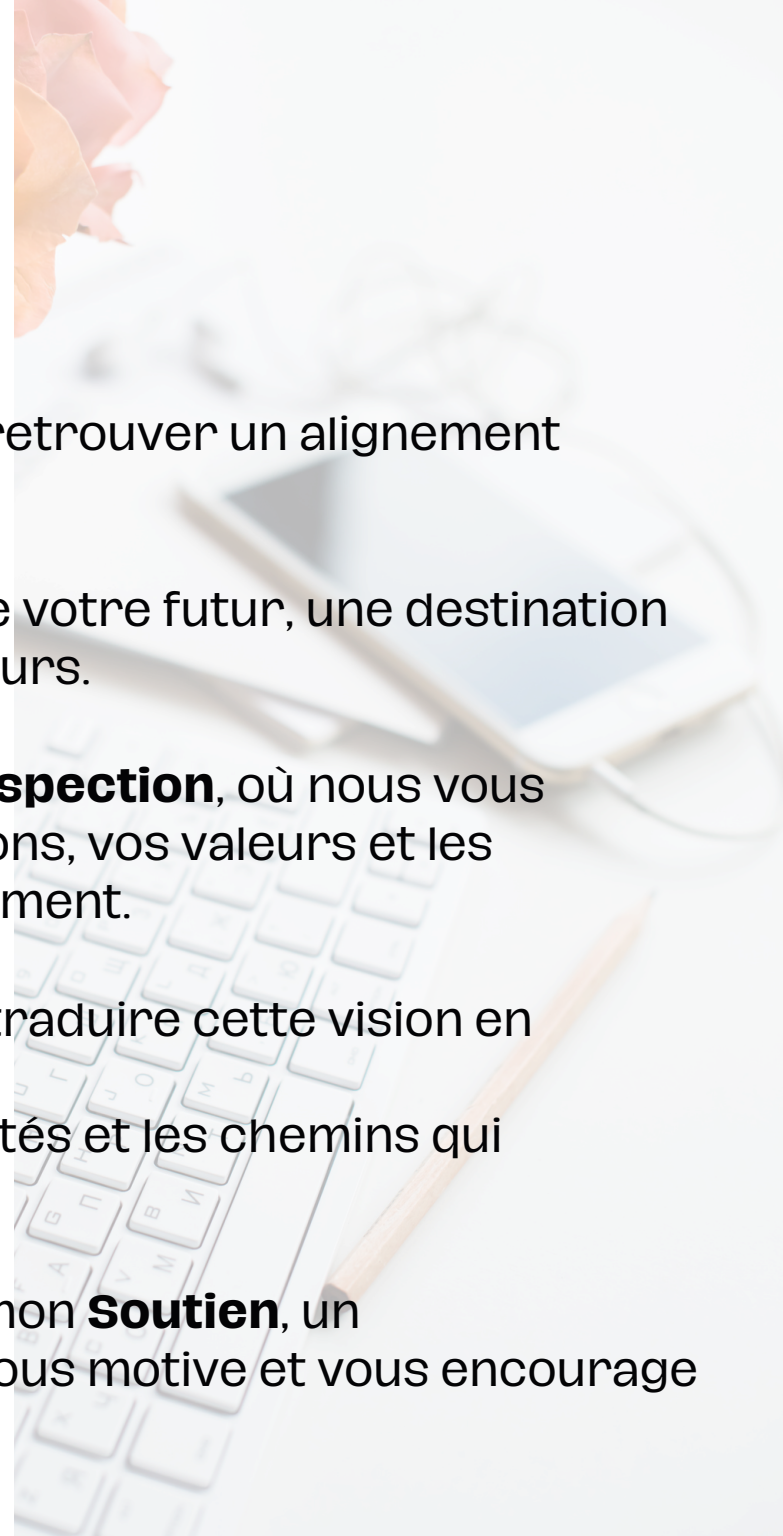 retrouver un alignement
e votre futur, une destination
urs.
spection, où nous vous
ons, vos valeurs et les
ment.
traduire cette vision en
tés et les chemins qui
mon Soutien, un
ous motive et vous encourage